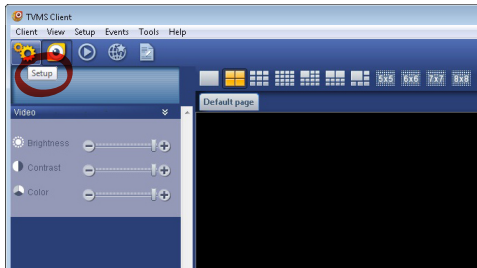 TVMS Client
Client View Setup Events Tools Help
Setup
5x5 6x6 7x7 8x8
Default page
Video
Brightness
Contrast
Color